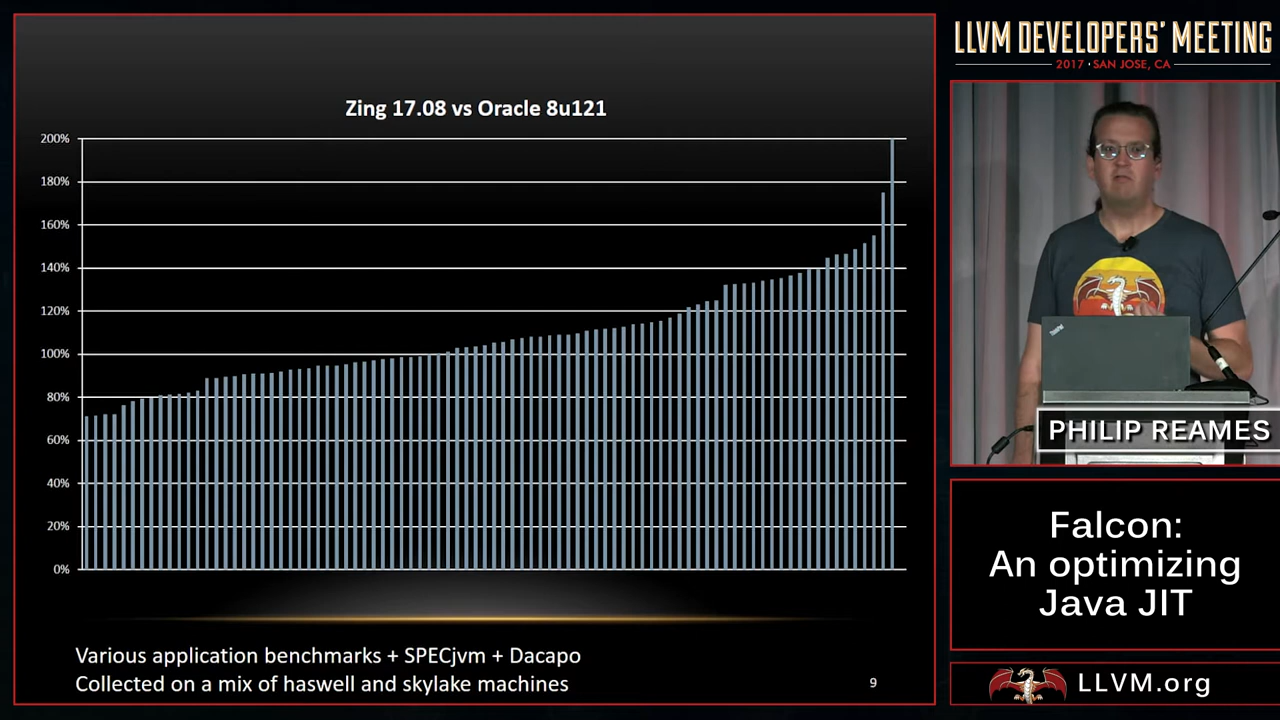 Zing 17.08 vs Oracle 8u121
200%
180%
160%
140%
120%
100%
80%
60%
40%
20%
0%
Various application benchmarks + SPECjvm + Dacapo
Collected on a mix of haswell and skylake machines
9
LLVM DEVELOPERS' MEETING
2017 · SAN JOSE, CA
ThinkPad
PHILIP REAMES
Falcon:
An optimizing
Java JIT
LLVM.org